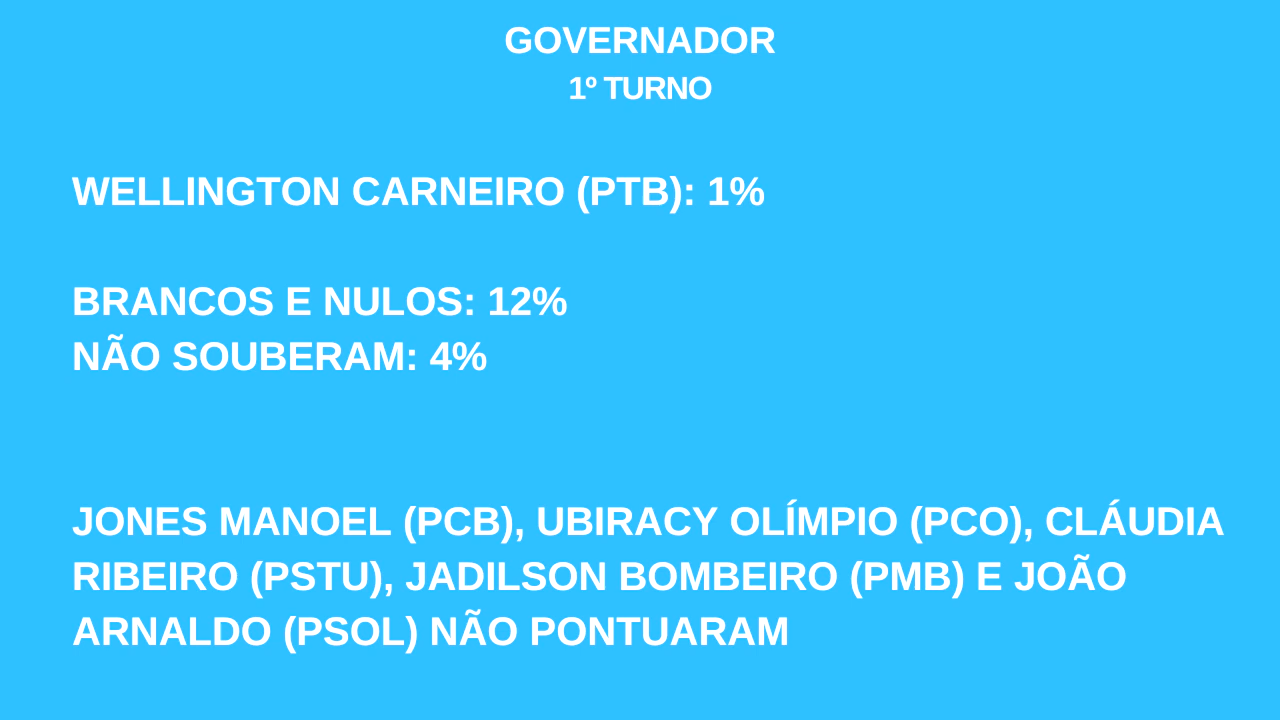 GOVERNADOR
1º TURNO
WELLINGTON CARNEIRO (PTB): 1%
BRANCOS E NULOS: 12%
NÃO SOUBERAM: 4%
JONES MANOEL (PCB), UBIRACY OLÍMPIO (PCO), CLÁUDIA
RIBEIRO (PSTU), JADILSON BOMBEIRO (PMB) E JOÃO
ARNALDO (PSOL) NÃO PONTUARAM